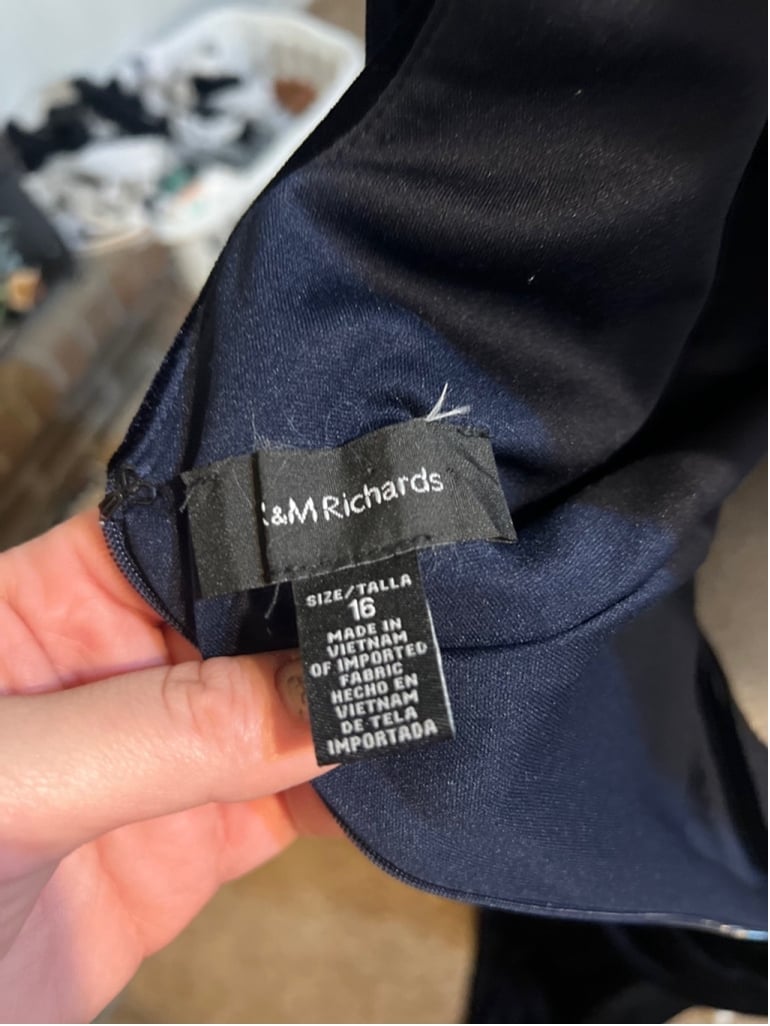 &M Richards
SIZE/TALLA
16
MADE IN
VIETNAM
OF IMPORTED
FABRIC
HECHO EN
VIETNAM
DE TELA
IMPORTADA